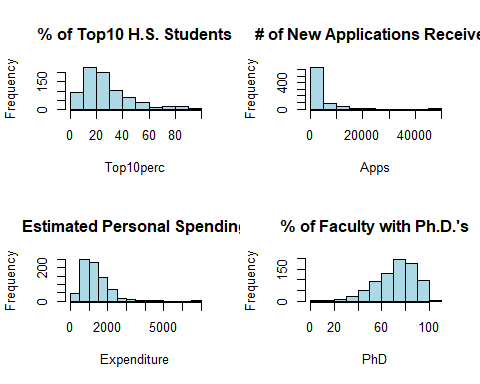 % of Top10 H.S. Students
Frequency
0 150
0 20 40 60 80
Top10perc
# of New Applications Receive
Frequency
0 400
0 20000 40000
Apps
Estimated Personal Spending
Frequency
0 200
0 2000 5000
Expenditure
% of Faculty with Ph.D.'s
Frequency
0 150
0 20 60 100
PhD